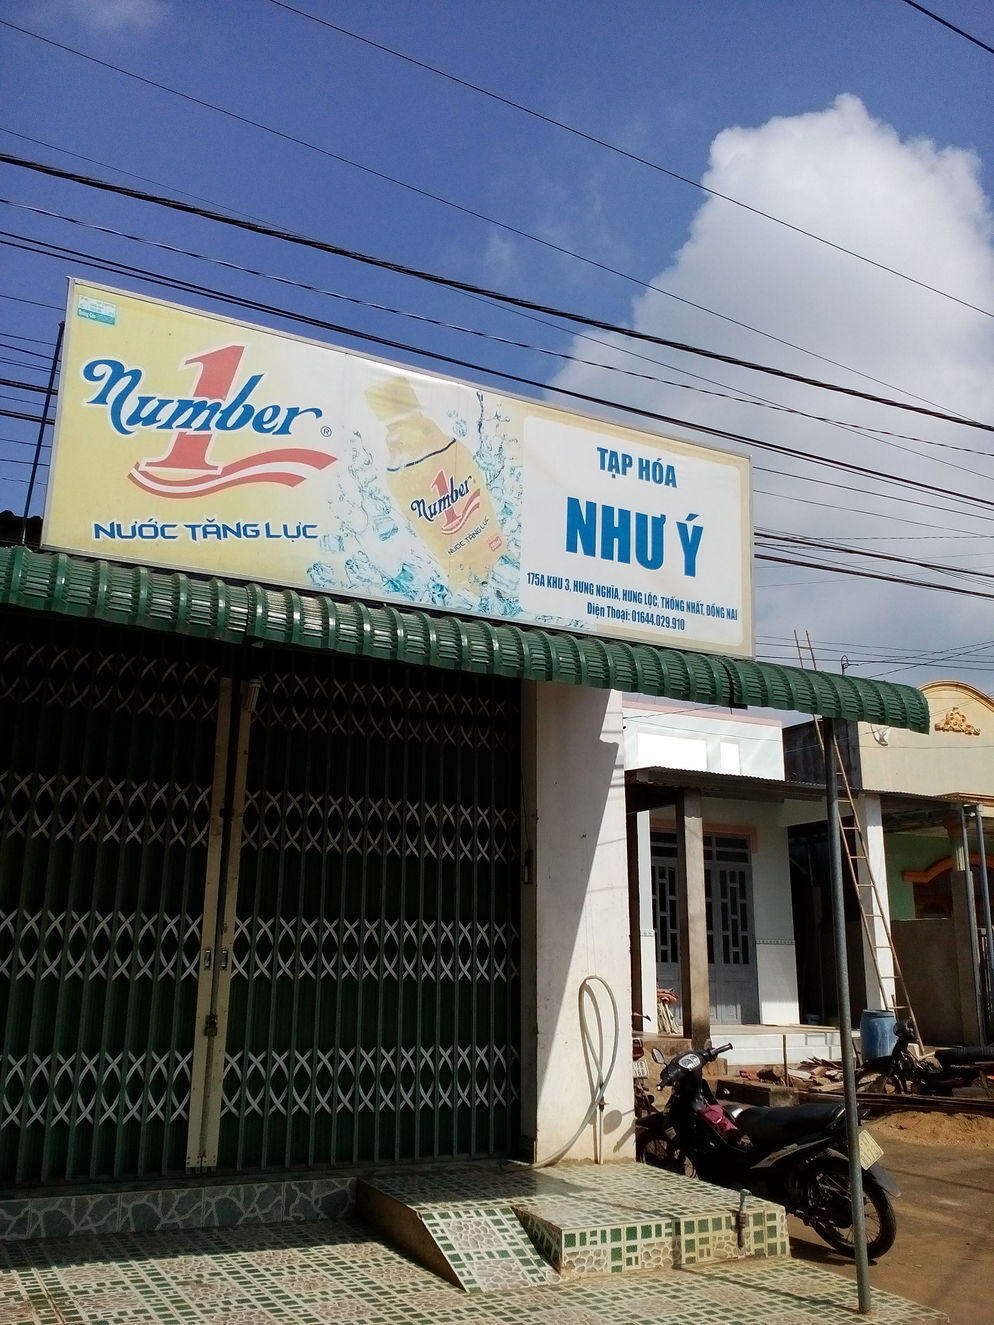 Number 1 ®
NƯỚC TĂNG LỰC
Number 1
NƯỚC TĂNG LỰC
TẠP HÓA
NHƯ Ý
175A KHU 3, HƯNG NGHĨA, HƯNG LỘC, THỐNG NHẤT, ĐỒNG NAI
Điện Thoại: 01644.029.910